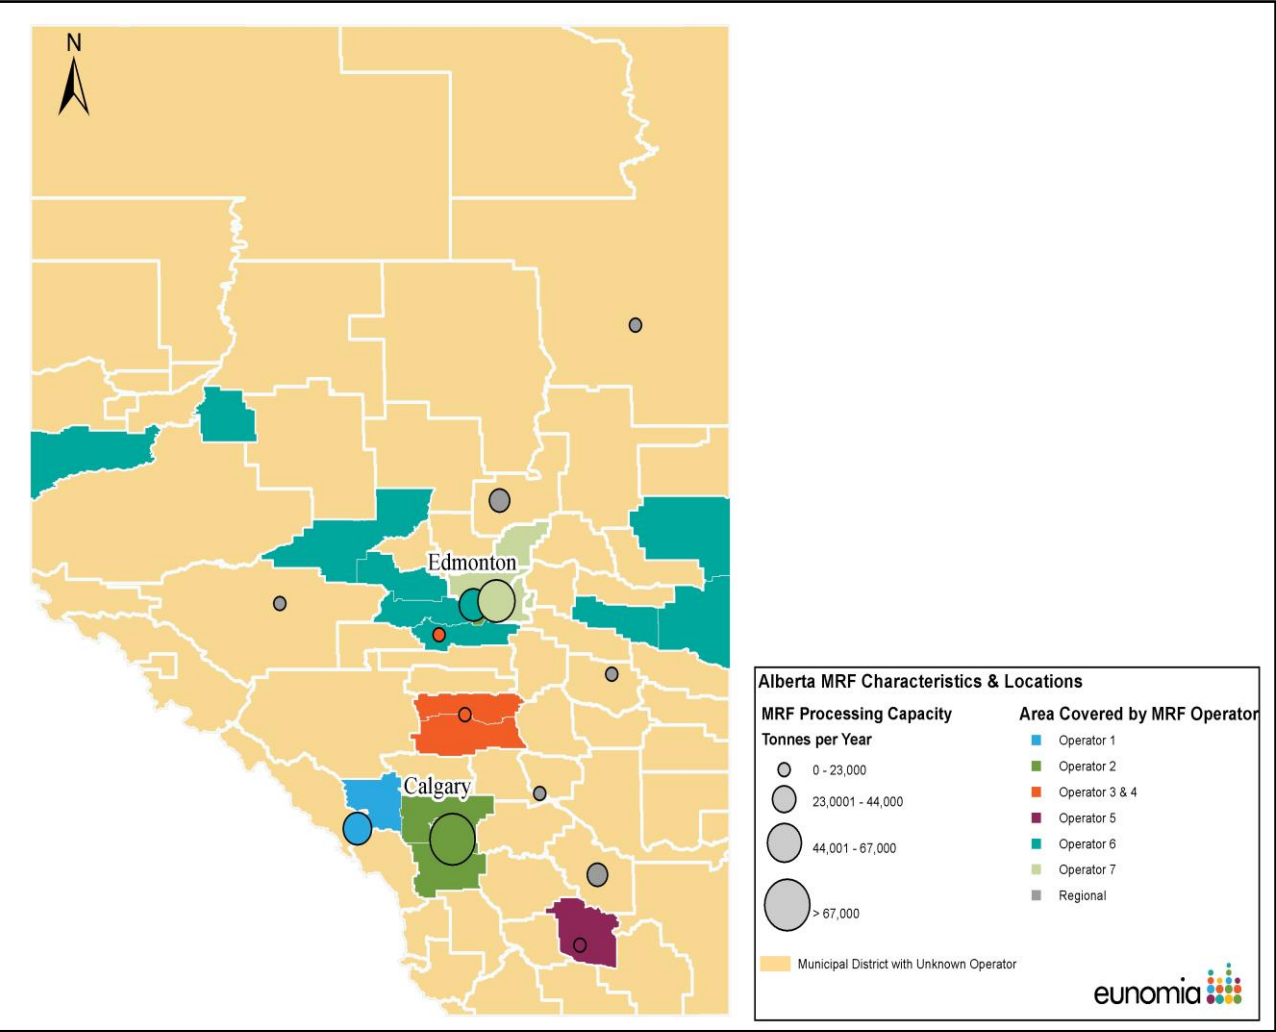 N
Edmonton
Calgary
Alberta MRF Characteristics & Locations
MRF Processing Capacity
Tonnes per Year
0 - 23,000
23,0001 - 44,000
44,001 - 67,000
> 67,000
Area Covered by MRF Operator
Operator 1
Operator 2
Operator 3 & 4
Operator 5
Operator 6
Operator 7
Regional
Municipal District with Unknown Operator
eunomia